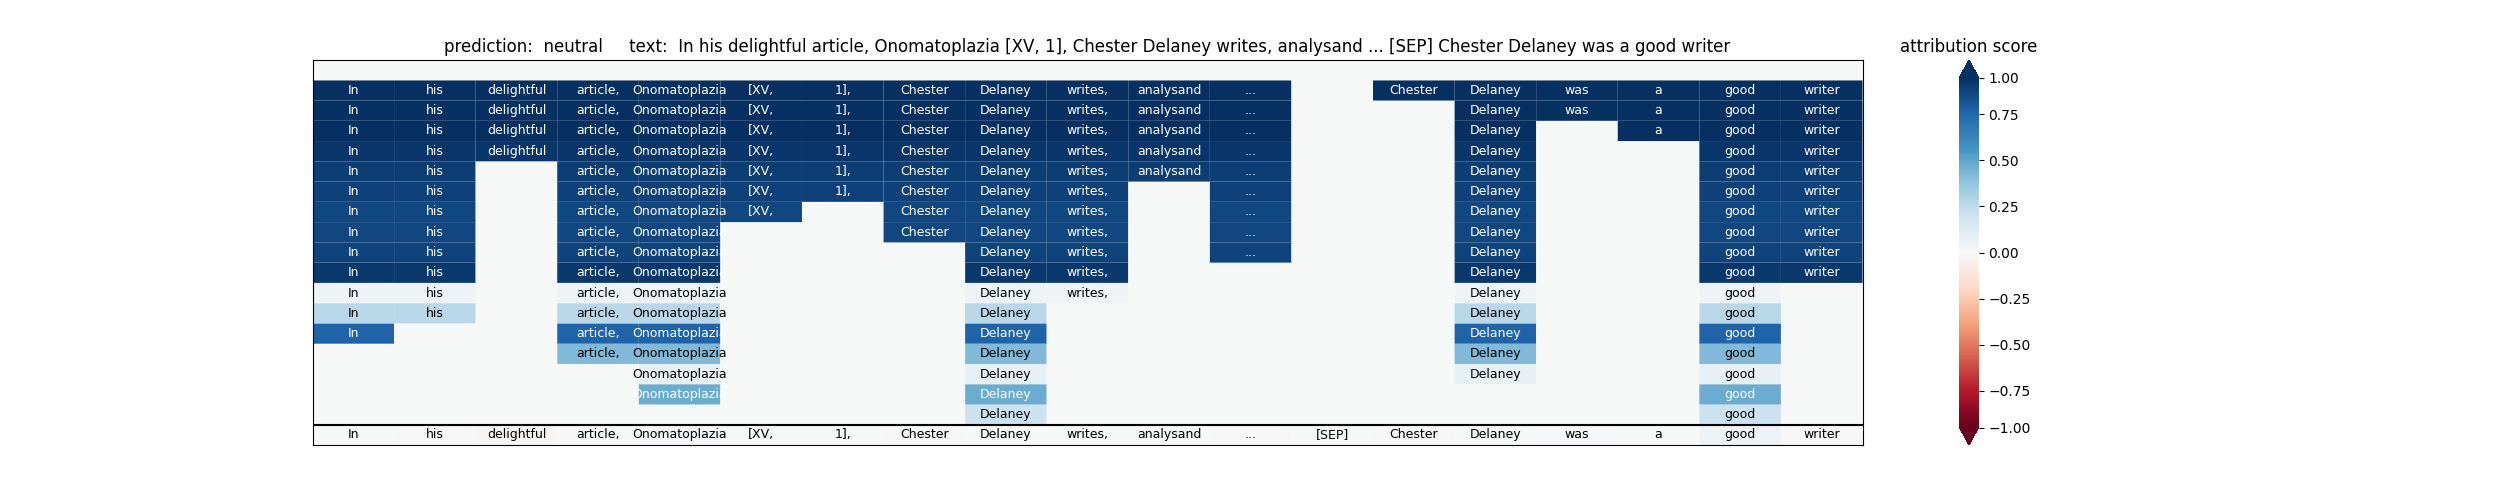 prediction:  neutral     text:  In his delightful article, Onomatoplazia [XV, 1], Chester Delaney writes, analysand ... [SEP] Chester Delaney was a good writer
attribution score
In his delightful article, Onomatoplazia [XV, 1], Chester Delaney writes, analysand ... Chester Delaney was a good writer
In his delightful article, Onomatoplazia [XV, 1], Chester Delaney writes, analysand ... Delaney was a good writer
In his delightful article, Onomatoplazia [XV, 1], Chester Delaney writes, analysand ... Delaney a good writer
In his delightful article, Onomatoplazia [XV, 1], Chester Delaney writes, analysand ... Delaney good writer
In his article, Onomatoplazia [XV, 1], Chester Delaney writes, analysand ... Delaney good writer
In his article, Onomatoplazia [XV, 1], Chester Delaney writes, ... Delaney good writer
In his article, Onomatoplazia [XV, Chester Delaney writes, ... Delaney good writer
In his article, Onomatoplazia Chester Delaney writes, ... Delaney good writer
In his article, Onomatoplazia Delaney writes, ... Delaney good writer
In his article, Onomatoplazia Delaney writes, Delaney good writer
In his article, Onomatoplazia Delaney writes, Delaney good
In his article, Onomatoplazia Delaney Delaney good
In article, Onomatoplazia Delaney Delaney good
article, Onomatoplazia Delaney Delaney good
Onomatoplazia Delaney Delaney good
Onomatoplazia Delaney good
Delaney good
In his delightful article, Onomatoplazia [XV, 1], Chester Delaney writes, analysand ... [SEP] Chester Delaney was a good writer
1.00
0.75
0.50
0.25
0.00
−0.25
−0.50
−0.75
−1.00